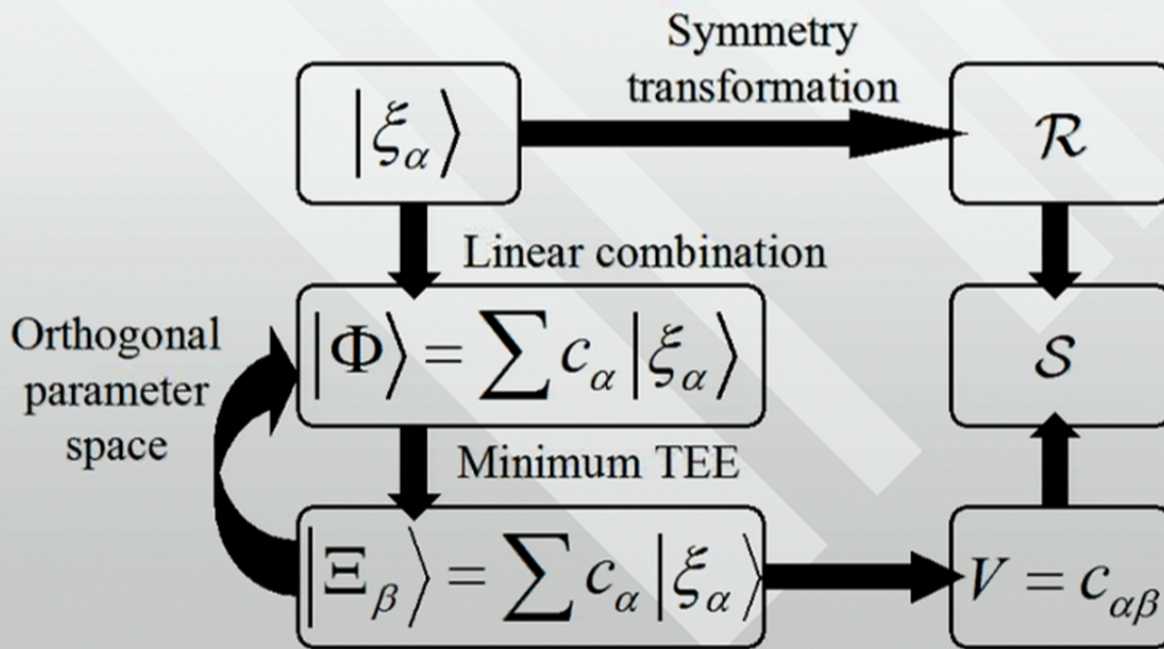 Symmetry
transformation
|ξ_α⟩
ℛ
Linear combination
Orthogonal
parameter
space
|Φ⟩ = ∑ c_α |ξ_α⟩
𝒮
Minimum TEE
|Ξ_β⟩ = ∑ c_α |ξ_α⟩
V = c_αβ